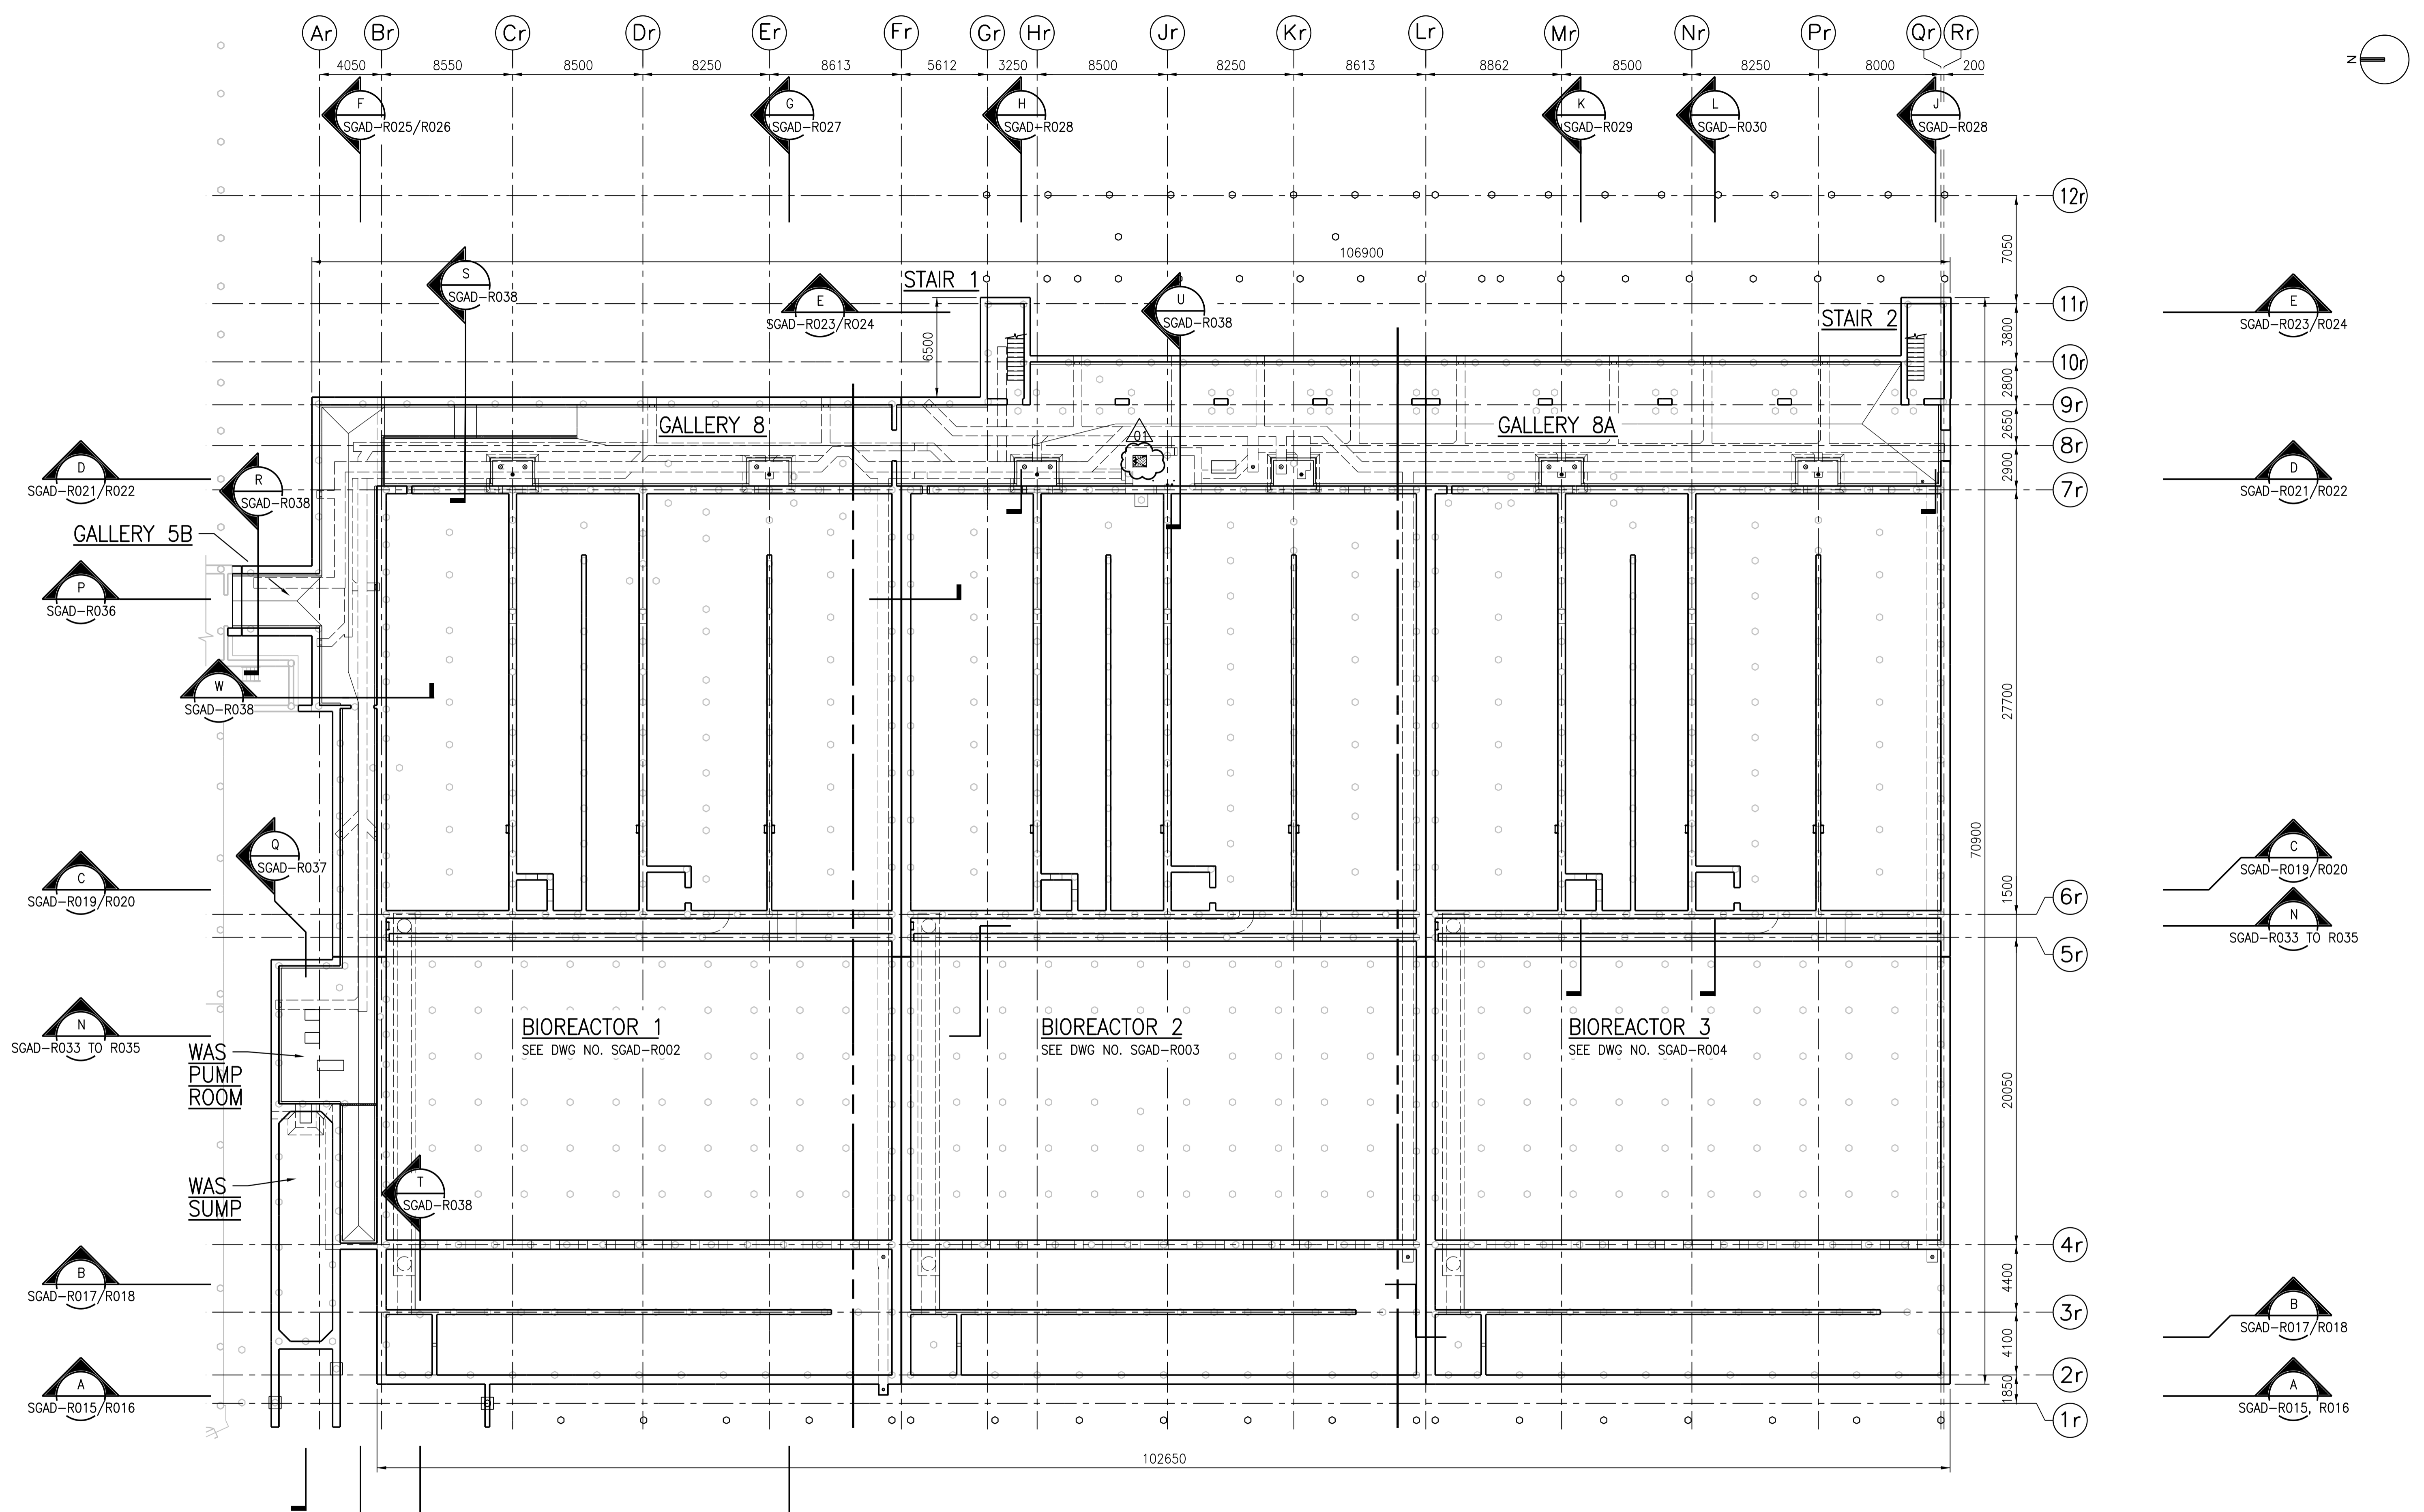 Ar Br Cr Dr Er Fr Gr Hr Jr Kr Lr Mr Nr Pr Qr Rr
4050 8550 8500 8250 8613 5612 3250 8500 8250 8613 8862 8500 8250 8000 200
N
F
SGAD-R025/R026
G
SGAD-R027
H
SGAD-R028
K
SGAD-R029
L
SGAD-R030
J
SGAD-R028
12r
7050
106900
S
SGAD-R038
E
SGAD-R023/R024
STAIR 1
U
SGAD-R038
STAIR 2
11r
E
SGAD-R023/R024
6500
3800
10r
2800
9r
GALLERY 8
01
GALLERY 8A
2650
8r
D
SGAD-R021/R022
R
SGAD-R038
2900
7r
D
SGAD-R021/R022
GALLERY 5B
P
SGAD-R036
W
SGAD-R038
27700
Q
SGAD-R037
70900
C
SGAD-R019/R020
1500
6r
C
SGAD-R019/R020
N
SGAD-R033 TO R035
5r
N
SGAD-R033 TO R035
WAS
PUMP
ROOM
BIOREACTOR 1
SEE DWG NO. SGAD-R002
BIOREACTOR 2
SEE DWG NO. SGAD-R003
BIOREACTOR 3
SEE DWG NO. SGAD-R004
20050
WAS
SUMP
T
SGAD-R038
4r
B
SGAD-R017/R018
4400
3r
B
SGAD-R017/R018
4100
2r
A
SGAD-R015/R016
1850
1r
A
SGAD-R015, R016
102650